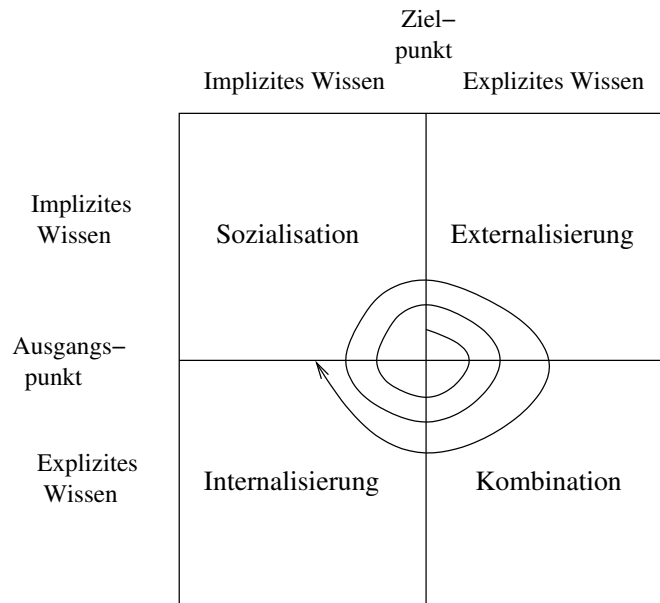 Ziel–
punkt
Implizites Wissen
Explizites Wissen
Implizites
Wissen
Sozialisation
Externalisierung
Ausgangs–
punkt
Explizites
Wissen
Internalisierung
Kombination